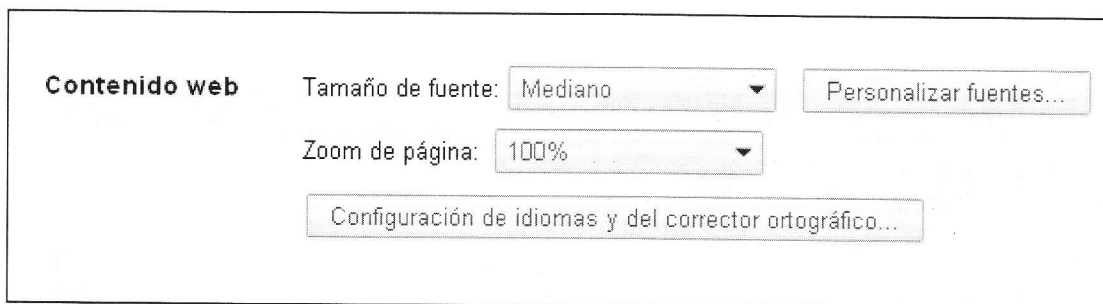 Contenido web Tamaño de fuente: Mediano Personalizar fuentes...
Zoom de página: 100%
Configuración de idiomas y del corrector ortográfico...